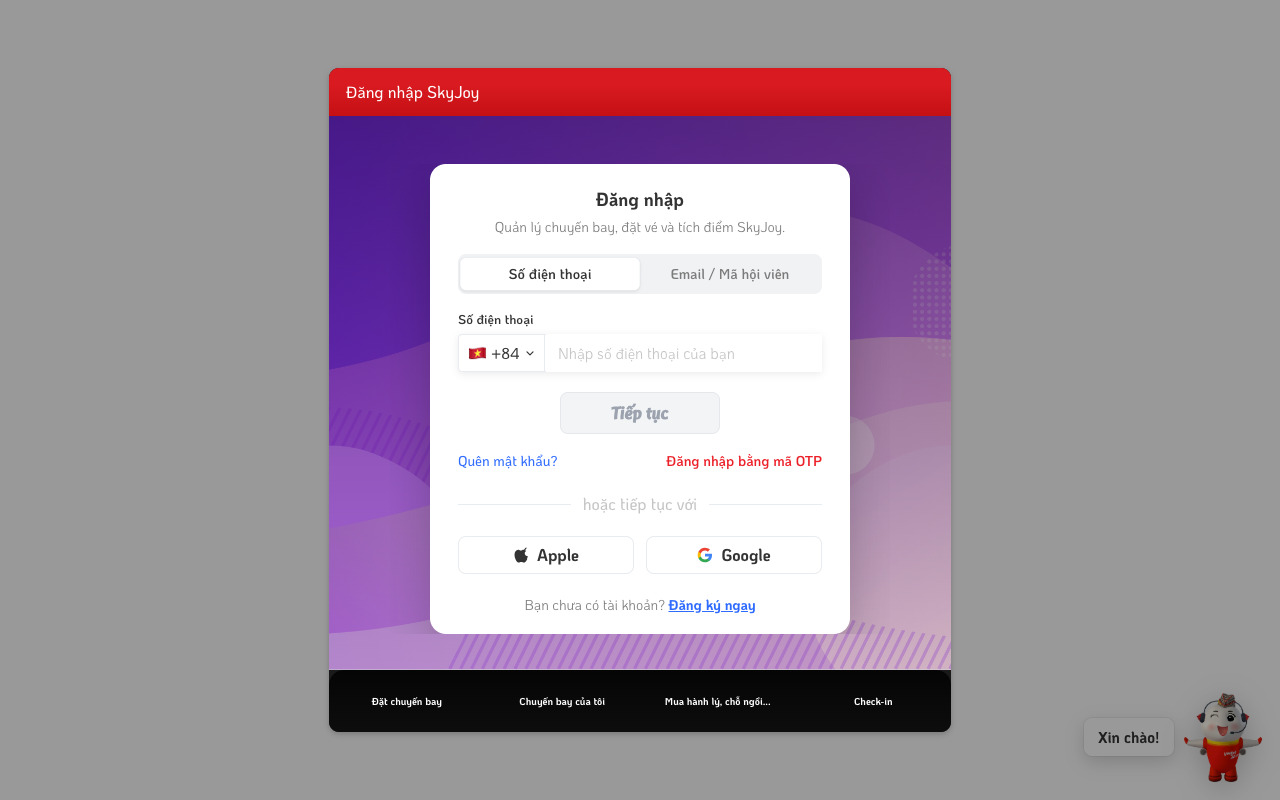 Đăng nhập SkyJoy
Đăng nhập
Quản lý chuyến bay, đặt vé và tích điểm SkyJoy.
Số điện thoại
Email / Mã hội viên
Số điện thoại
+84
Nhập số điện thoại của bạn
Tiếp tục
Quên mật khẩu?
Đăng nhập bằng mã OTP
hoặc tiếp tục với
Apple
Google
Bạn chưa có tài khoản? Đăng ký ngay
Đặt chuyến bay
Chuyến bay của tôi
Mua hành lý, chỗ ngồi...
Check-in
Xin chào!